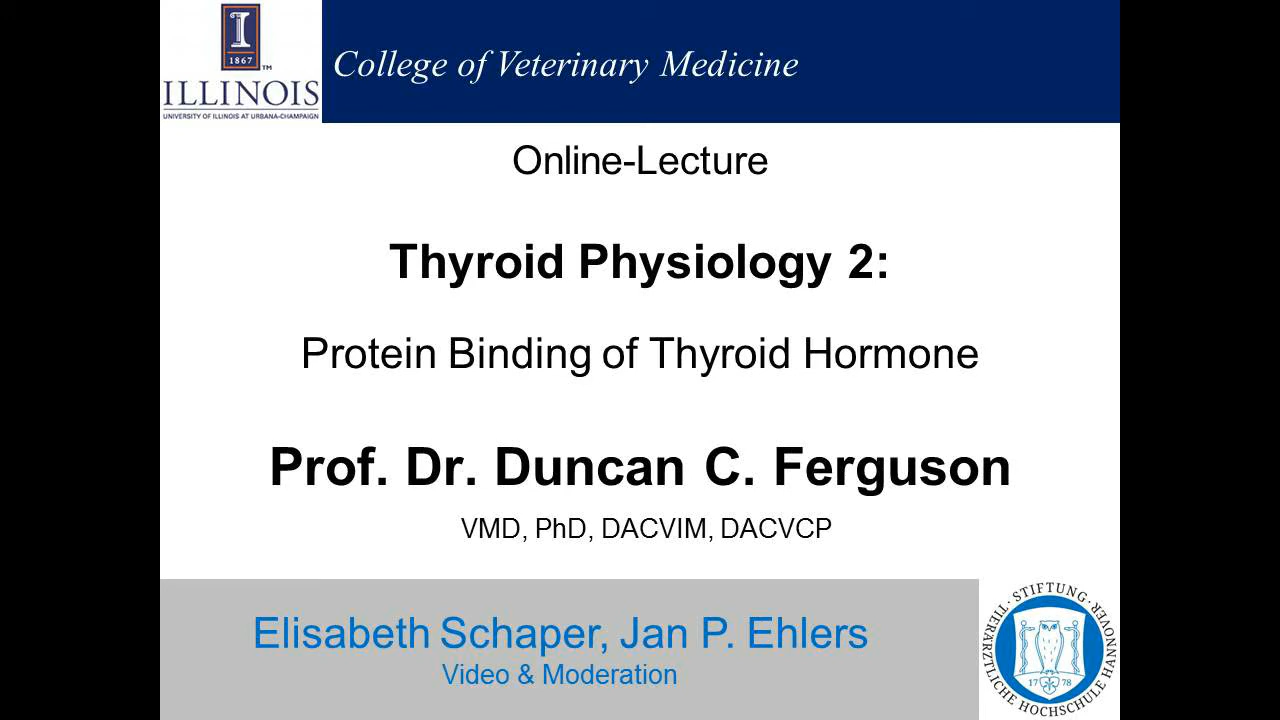 I
1867
TM
ILLINOIS
UNIVERSITY OF ILLINOIS AT URBANA-CHAMPAIGN
College of Veterinary Medicine
Online-Lecture
Thyroid Physiology 2:
Protein Binding of Thyroid Hormone
Prof. Dr. Duncan C. Ferguson
VMD, PhD, DACVIM, DACVCP
Elisabeth Schaper, Jan P. Ehlers
Video & Moderation
· STIFTUNG ·
TIERÄRZTLICHE HOCHSCHULE HANNOVER
17 78